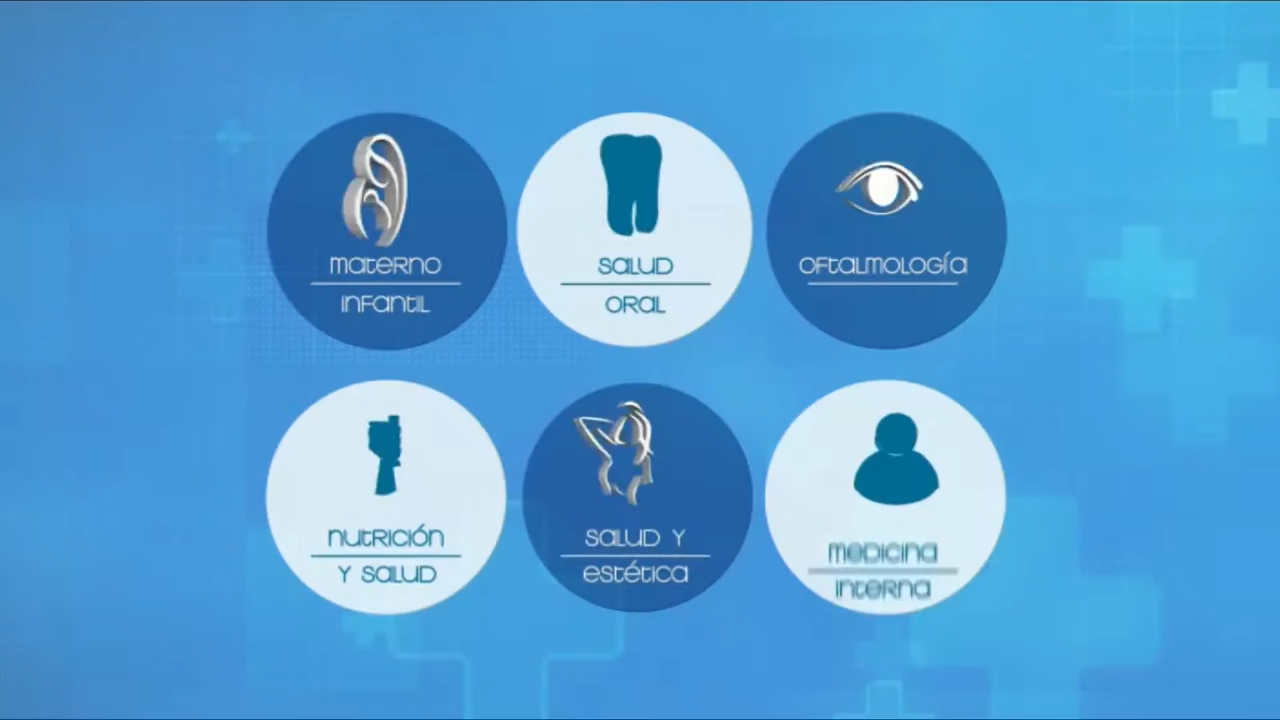 materno
infantil
salud
oral
oftalmología
nutrición
y salud
salud y
estética
medicina
interna